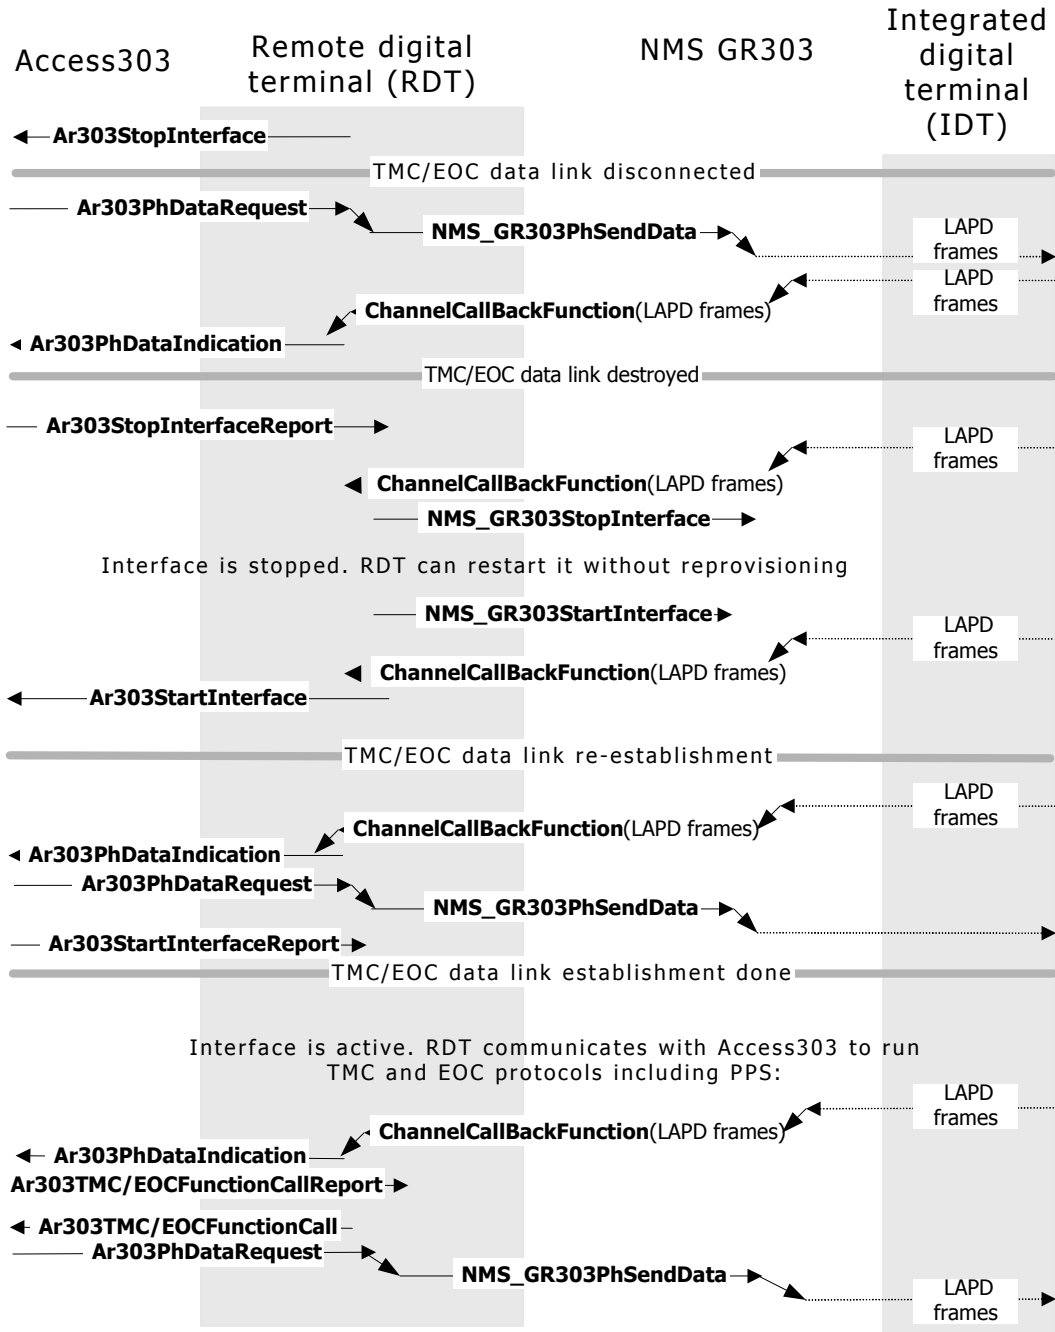 Access303
Remote digital
terminal (RDT)
NMS GR303
Integrated
digital
terminal
(IDT)
Ar303StopInterface
TMC/EOC data link disconnected
Ar303PhDataRequest
NMS_GR303PhSendData
LAPD
frames
LAPD
frames
ChannelCallBackFunction(LAPD frames)
Ar303PhDataIndication
TMC/EOC data link destroyed
Ar303StopInterfaceReport
LAPD
frames
ChannelCallBackFunction(LAPD frames)
NMS_GR303StopInterface
Interface is stopped. RDT can restart it without reprovisioning
NMS_GR303StartInterface
LAPD
frames
ChannelCallBackFunction(LAPD frames)
Ar303StartInterface
TMC/EOC data link re-establishment
LAPD
frames
ChannelCallBackFunction(LAPD frames)
Ar303PhDataIndication
Ar303PhDataRequest
NMS_GR303PhSendData
Ar303StartInterfaceReport
TMC/EOC data link establishment done
Interface is active. RDT communicates with Access303 to run
TMC and EOC protocols including PPS:
LAPD
frames
ChannelCallBackFunction(LAPD frames)
Ar303PhDataIndication
Ar303TMC/EOCFunctionCallReport
Ar303TMC/EOCFunctionCall
Ar303PhDataRequest
NMS_GR303PhSendData
LAPD
frames